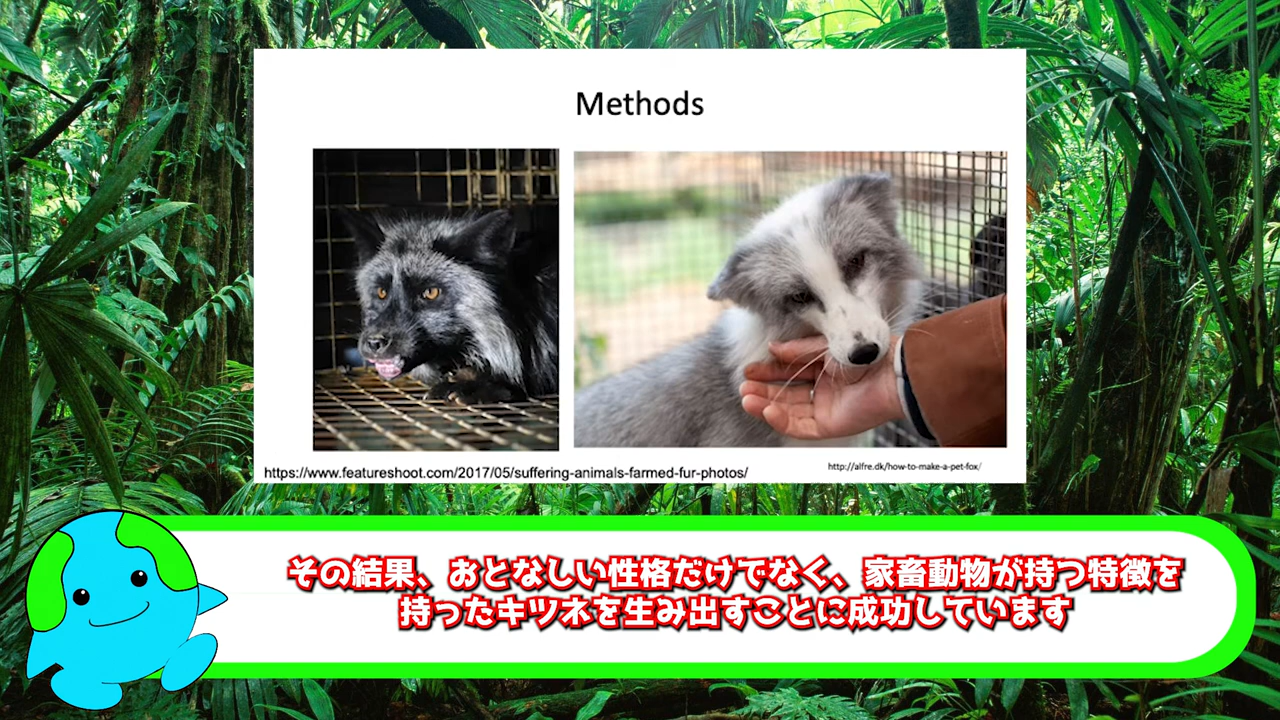 Methods
https://www.featureshoot.com/2017/05/suffering-animals-farmed-fur-photos/
http://alfre.dk/how-to-make-a-pet-fox/
その結果、おとなしい性格だけでなく、家畜動物が持つ特徴を
持ったキツネを生み出すことに成功しています